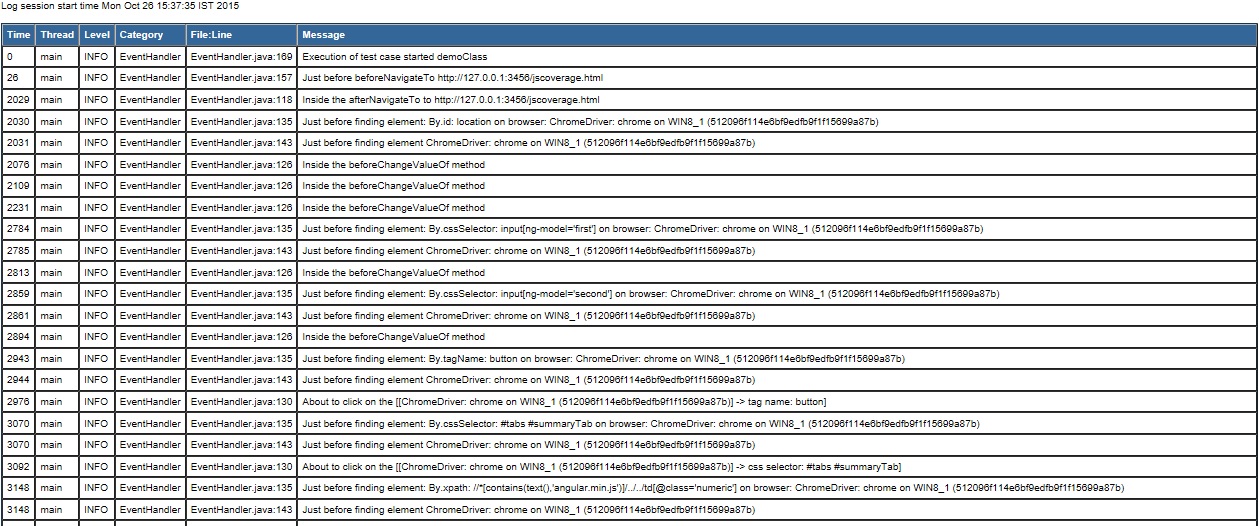 Log session start time Mon Oct 26 15:37:35 IST 2015
Time Thread Level Category File:Line Message
0 main INFO EventHandler EventHandler.java:169 Execution of test case started demoClass
26 main INFO EventHandler EventHandler.java:157 Just before beforeNavigateTo http://127.0.0.1:3456/jscoverage.html
2029 main INFO EventHandler EventHandler.java:118 Inside the afterNavigateTo to http://127.0.0.1:3456/jscoverage.html
2030 main INFO EventHandler EventHandler.java:135 Just before finding element: By.id: location on browser: ChromeDriver: chrome on WIN8_1 (512096f114e6bf9edfb9f1f15699a87b)
2031 main INFO EventHandler EventHandler.java:143 Just before finding element ChromeDriver: chrome on WIN8_1 (512096f114e6bf9edfb9f1f15699a87b)
2076 main INFO EventHandler EventHandler.java:126 Inside the beforeChangeValueOf method
2109 main INFO EventHandler EventHandler.java:126 Inside the beforeChangeValueOf method
2231 main INFO EventHandler EventHandler.java:126 Inside the beforeChangeValueOf method
2784 main INFO EventHandler EventHandler.java:135 Just before finding element: By.cssSelector: input[ng-model='first'] on browser: ChromeDriver: chrome on WIN8_1 (512096f114e6bf9edfb9f1f15699a87b)
2785 main INFO EventHandler EventHandler.java:143 Just before finding element ChromeDriver: chrome on WIN8_1 (512096f114e6bf9edfb9f1f15699a87b)
2813 main INFO EventHandler EventHandler.java:126 Inside the beforeChangeValueOf method
2859 main INFO EventHandler EventHandler.java:135 Just before finding element: By.cssSelector: input[ng-model='second'] on browser: ChromeDriver: chrome on WIN8_1 (512096f114e6bf9edfb9f1f15699a87b)
2861 main INFO EventHandler EventHandler.java:143 Just before finding element ChromeDriver: chrome on WIN8_1 (512096f114e6bf9edfb9f1f15699a87b)
2894 main INFO EventHandler EventHandler.java:126 Inside the beforeChangeValueOf method
2943 main INFO EventHandler EventHandler.java:135 Just before finding element: By.tagName: button on browser: ChromeDriver: chrome on WIN8_1 (512096f114e6bf9edfb9f1f15699a87b)
2944 main INFO EventHandler EventHandler.java:143 Just before finding element ChromeDriver: chrome on WIN8_1 (512096f114e6bf9edfb9f1f15699a87b)
2976 main INFO EventHandler EventHandler.java:130 About to click on the [[ChromeDriver: chrome on WIN8_1 (512096f114e6bf9edfb9f1f15699a87b)] -> tag name: button]
3070 main INFO EventHandler EventHandler.java:135 Just before finding element: By.cssSelector: #tabs #summaryTab on browser: ChromeDriver: chrome on WIN8_1 (512096f114e6bf9edfb9f1f15699a87b)
3070 main INFO EventHandler EventHandler.java:143 Just before finding element ChromeDriver: chrome on WIN8_1 (512096f114e6bf9edfb9f1f15699a87b)
3092 main INFO EventHandler EventHandler.java:130 About to click on the [[ChromeDriver: chrome on WIN8_1 (512096f114e6bf9edfb9f1f15699a87b)] -> css selector: #tabs #summaryTab]
3148 main INFO EventHandler EventHandler.java:135 Just before finding element: By.xpath: //*[contains(text(),'angular.min.js')]/../../td[@class='numeric'] on browser: ChromeDriver: chrome on WIN8_1 (512096f114e6bf9edfb9f1f15699a87b)
3148 main INFO EventHandler EventHandler.java:143 Just before finding element ChromeDriver: chrome on WIN8_1 (512096f114e6bf9edfb9f1f15699a87b)